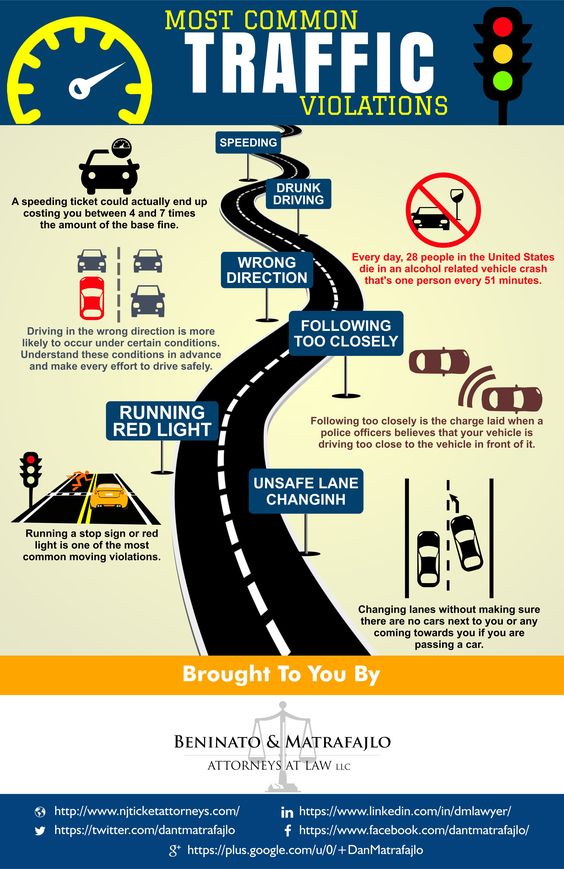 MOST COMMON
TRAFFIC
VIOLATIONS
SPEEDING
A speeding ticket could actually end up
costing you between 4 and 7 times
the amount of the base fine.
DRUNK
DRIVING
Every day, 28 people in the United States
die in an alcohol related vehicle crash
that's one person every 51 minutes.
WRONG
DIRECTION
Driving in the wrong direction is more
likely to occur under certain conditions.
Understand these conditions in advance
and make every effort to drive safely.
FOLLOWING
TOO CLOSELY
Following too closely is the charge laid when a
police officers believes that your vehicle is
driving too close to the vehicle in front of it.
RUNNING
RED LIGHT
Running a stop sign or red
light is one of the most
common moving violations.
UNSAFE LANE
CHANGINH
Changing lanes without making sure
there are no cars next to you or any
coming towards you if you are
passing a car.
Brought To You By
BENINATO & MATRAFAJLO
ATTORNEYS AT LAW LLC
http://www.njticketattorneys.com/
https://www.linkedin.com/in/dmlawyer/
https://twitter.com/dantmatrafajlo
https://www.facebook.com/dantmatrafajlo/
https://plus.google.com/u/0/+DanMatrafajlo